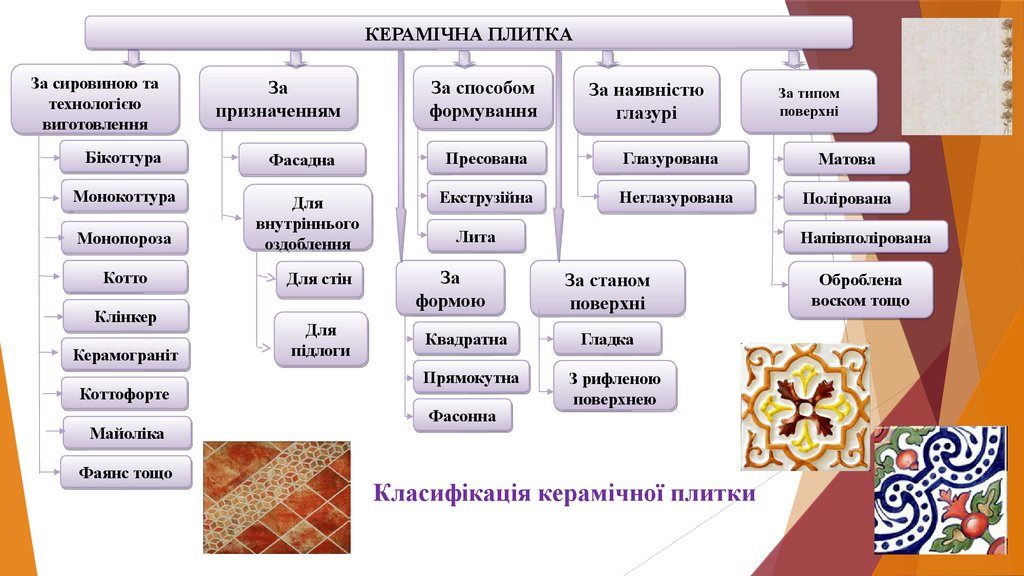 КЕРАМІЧНА ПЛИТКА
За сировиною та
технологією
виготовлення
Бікоттура
Монокоттура
Монопороза
Котто
Клінкер
Керамограніт
Коттофорте
Майоліка
Фаянс тощо
За
призначенням
Фасадна
Для
внутріннього
оздоблення
Для стін
Для
підлоги
За способом
формування
Пресована
Екструзійна
Лита
За
формою
Квадратна
Прямокутна
Фасонна
За наявністю
глазурі
Глазурована
Неглазурована
За станом
поверхні
Гладка
З рифленою
поверхнею
За типом
поверхні
Матова
Полірована
Напівполірована
Оброблена
воском тощо
Класифікація керамічної плитки